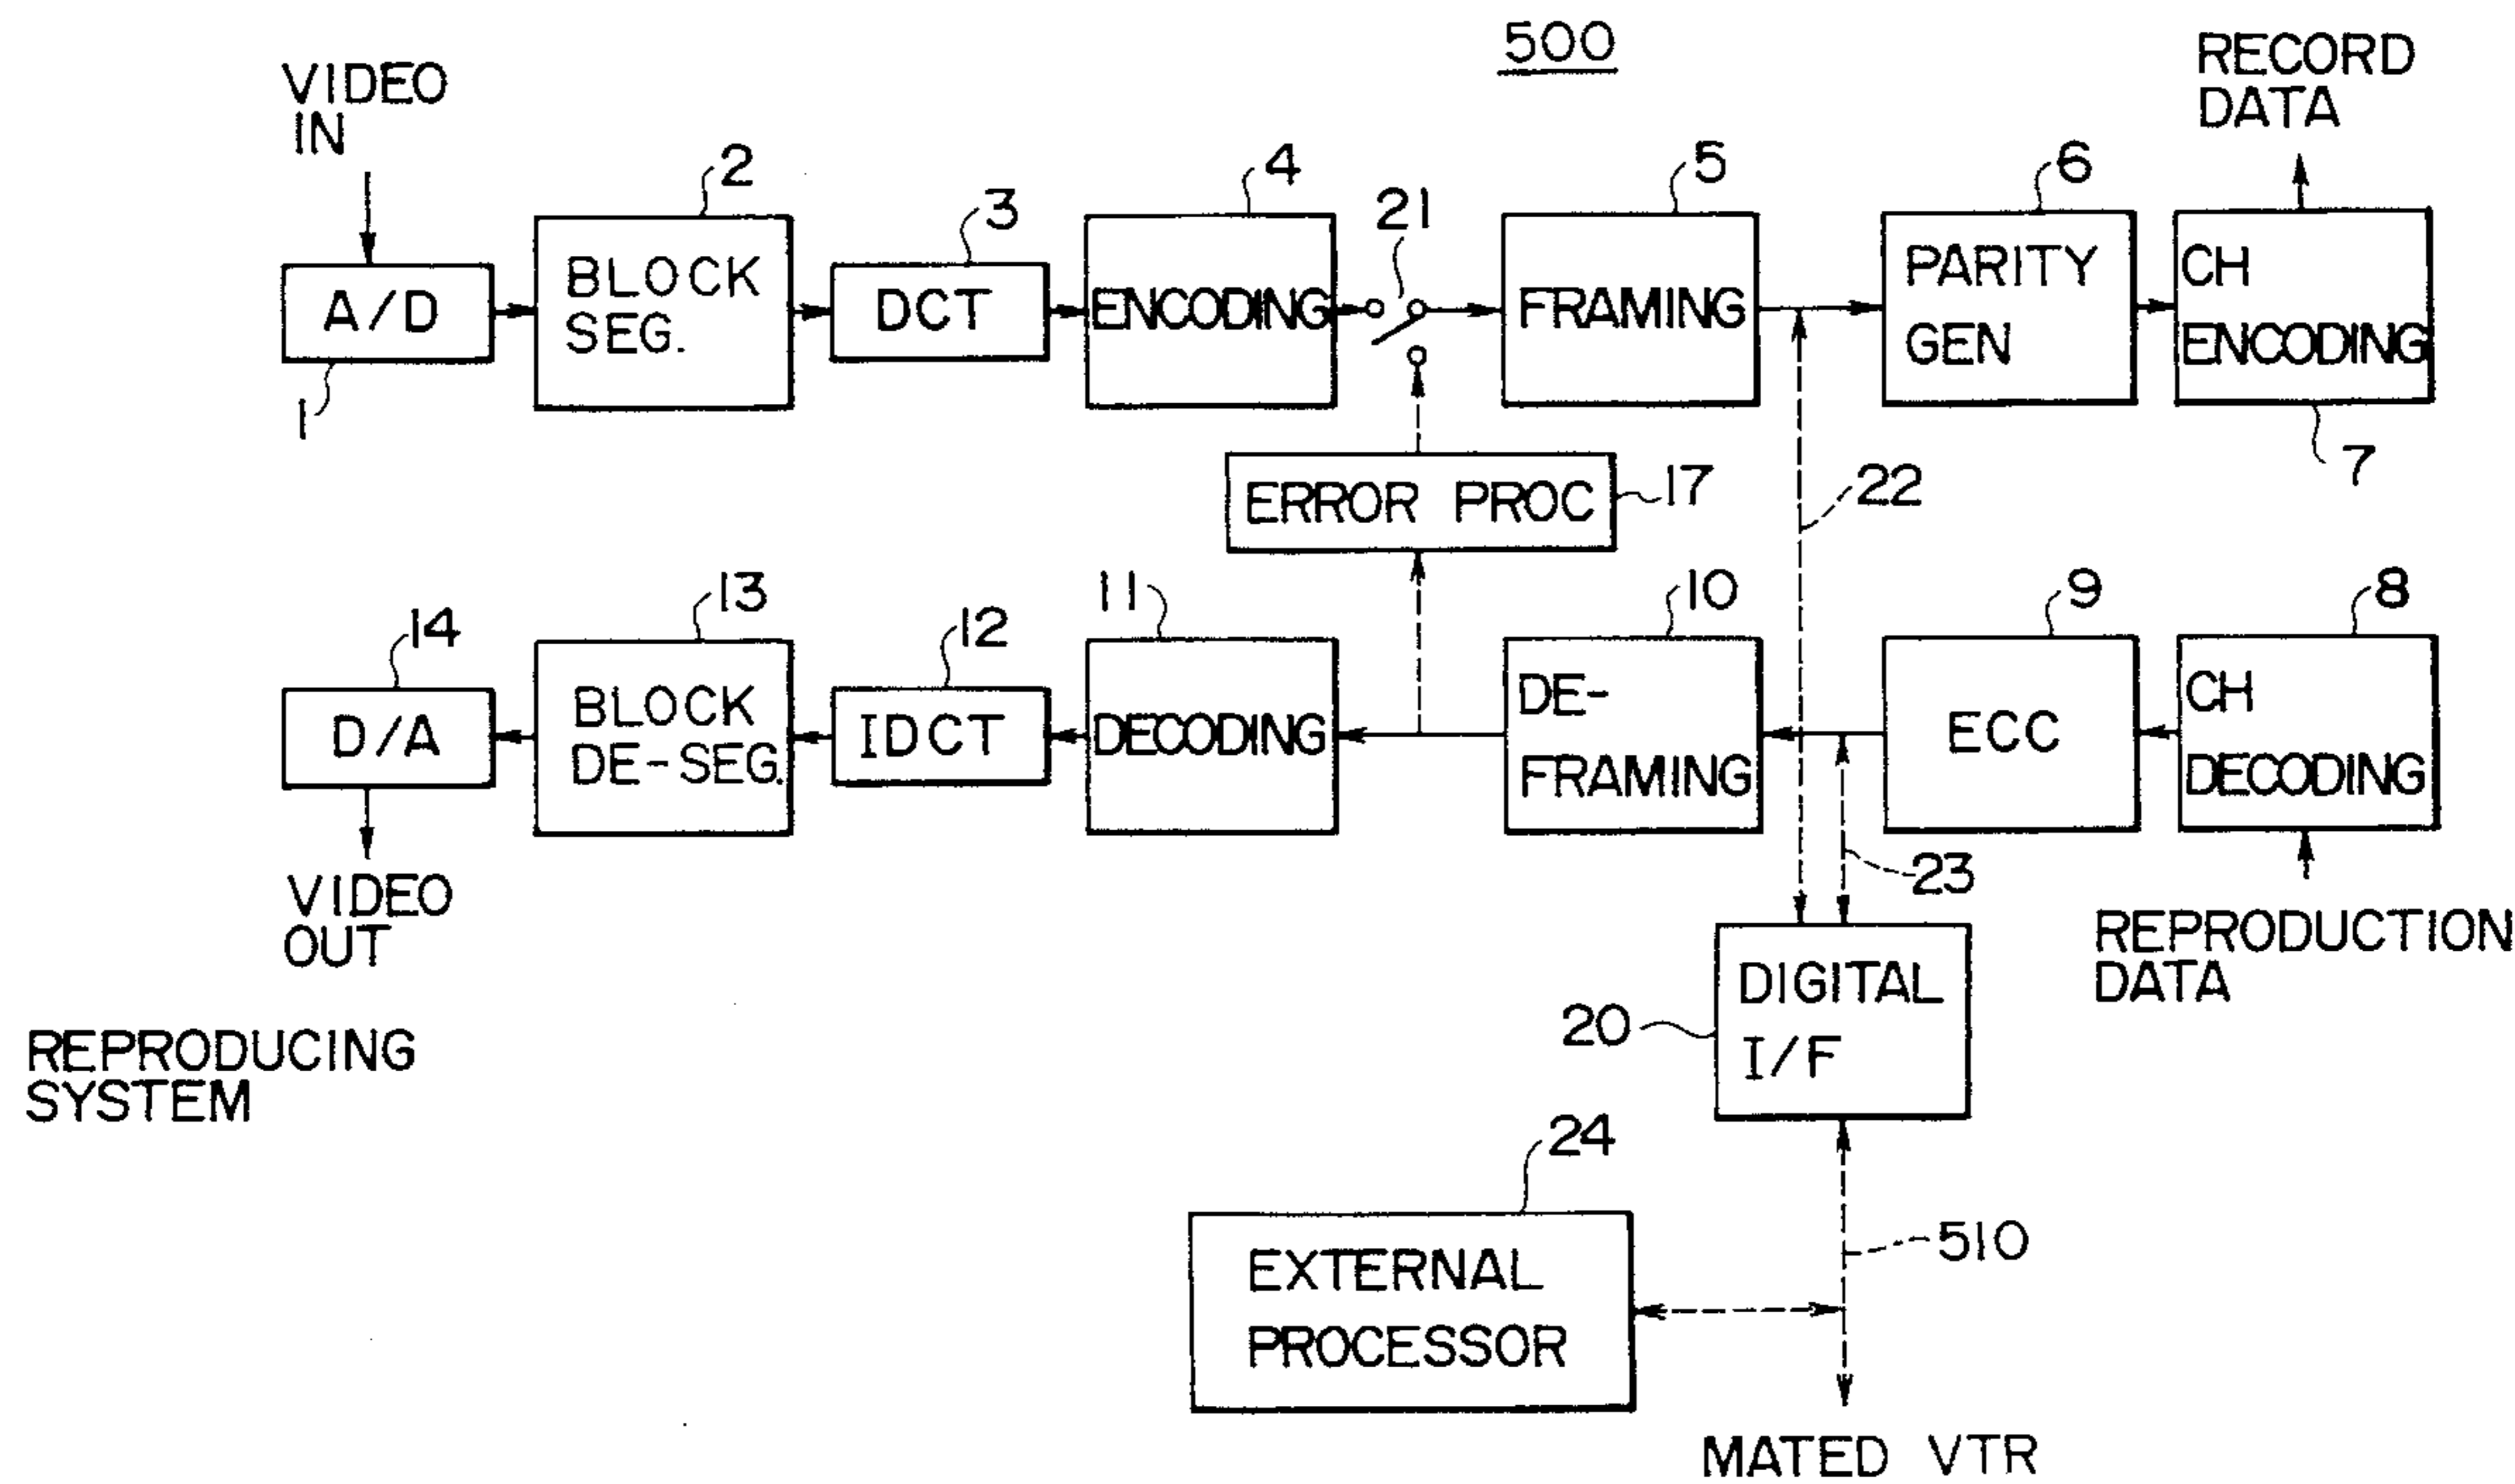 500
VIDEO
IN
RECORD
DATA
2
3
4
21
5
6
A/D
BLOCK
SEG.
DCT
ENCODING
FRAMING
PARITY
GEN
CH
ENCODING
1
7
ERROR PROC
17
22
14
13
12
11
10
9
8
D/A
BLOCK
DE-SEG.
IDCT
DECODING
DE-
FRAMING
ECC
CH
DECODING
23
VIDEO
OUT
REPRODUCTION
DATA
DIGITAL
I/F
20
REPRODUCING
SYSTEM
24
EXTERNAL
PROCESSOR
510
MATED VTR